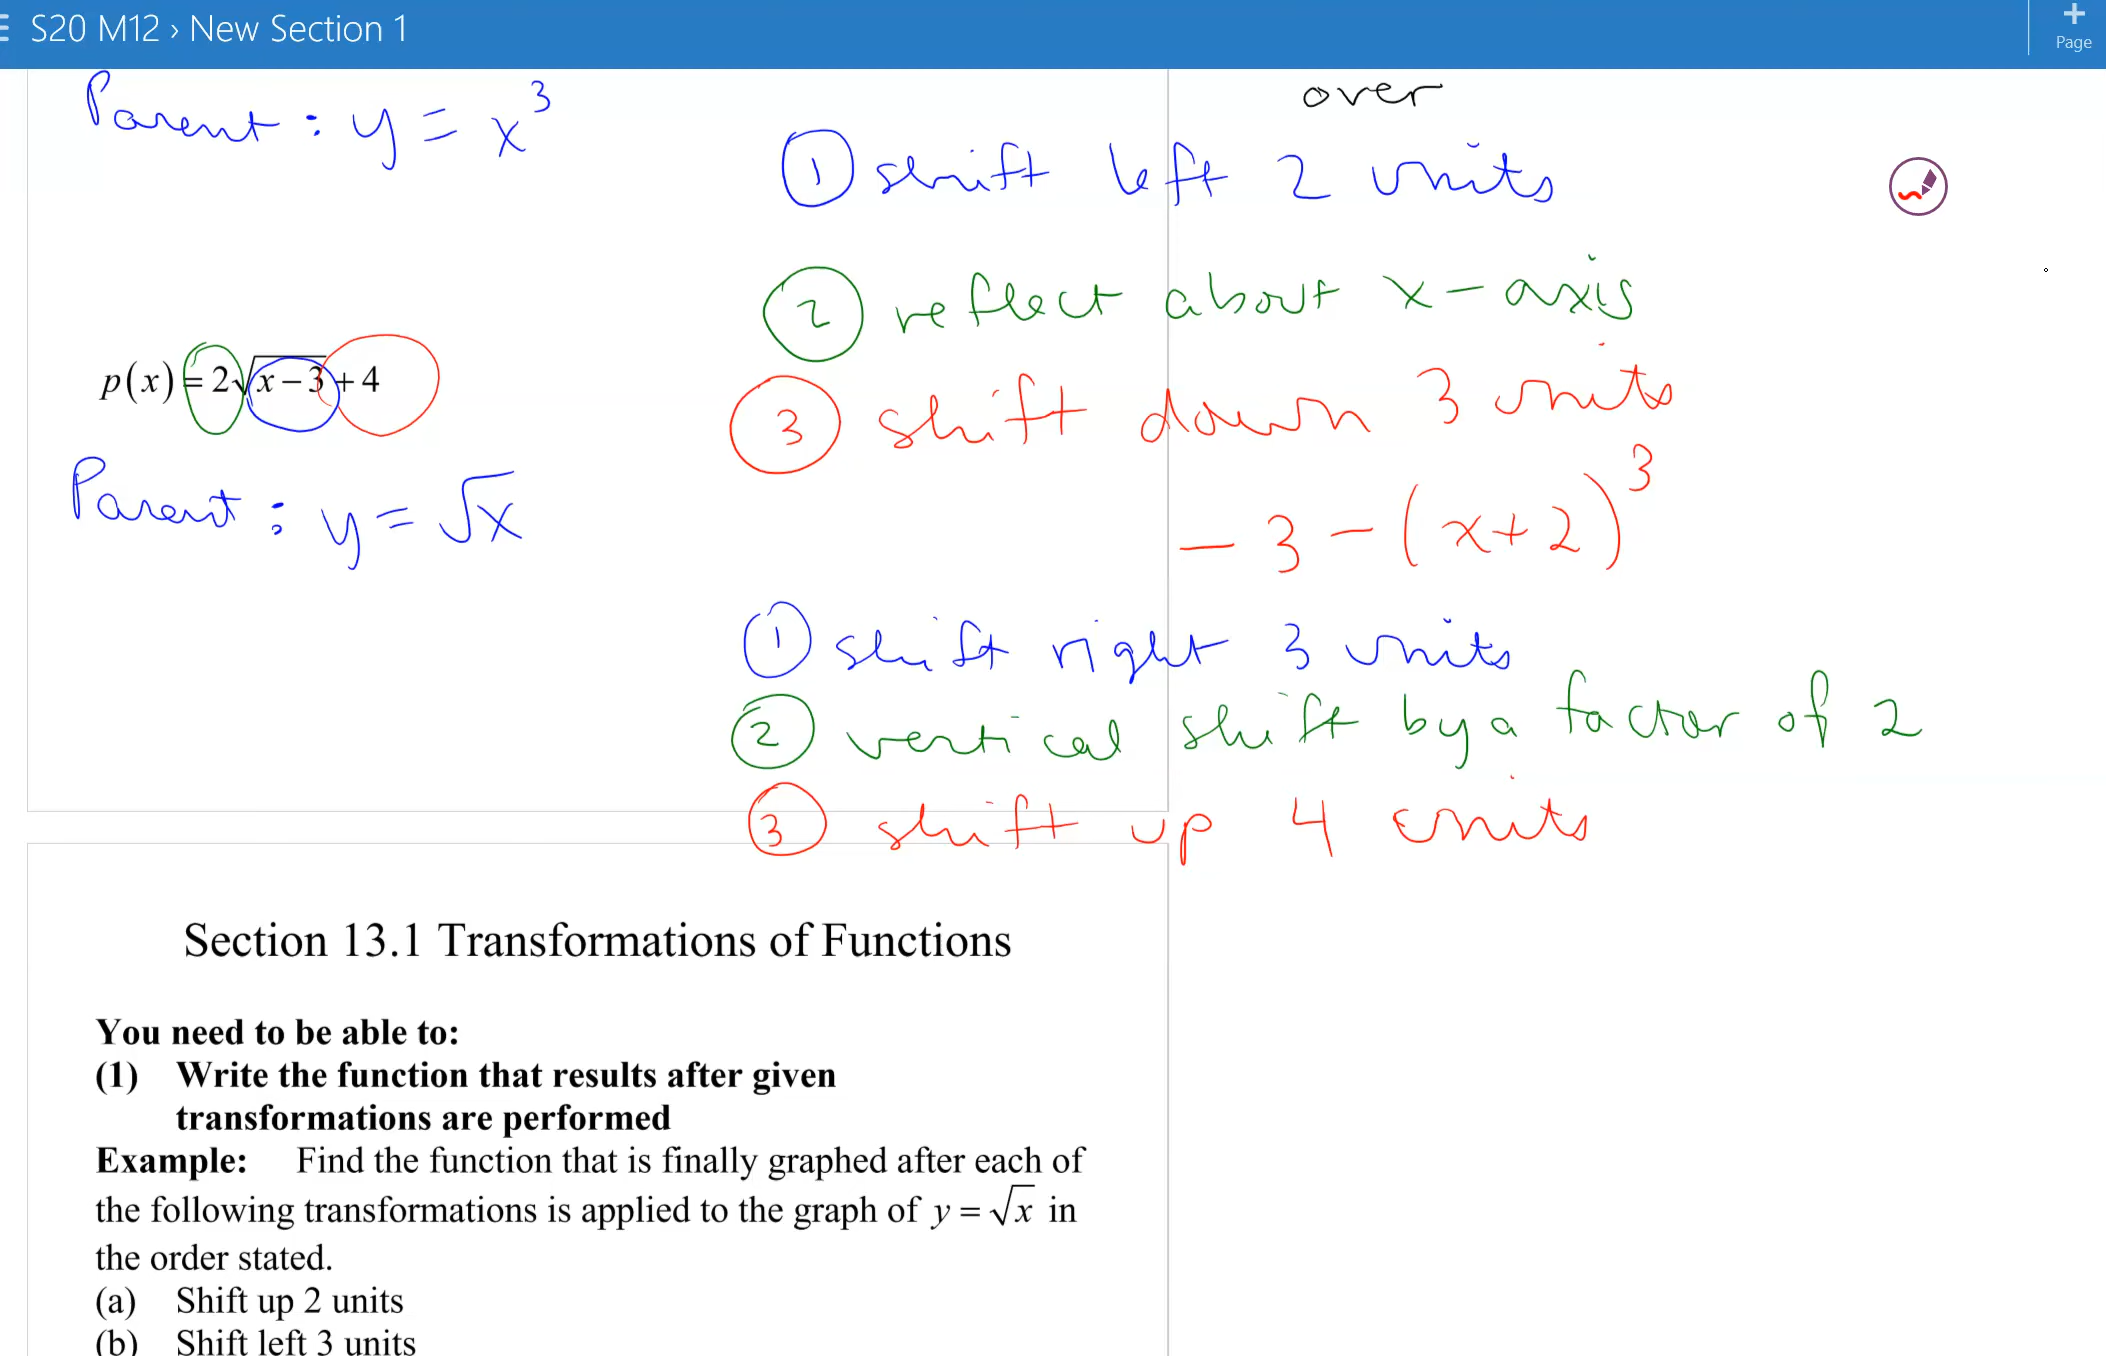 S20 M12 › New Section 1
+
Page
over
Parent : y = x³
① shift left 2 units
② reflect about x-axis
③ shift down 3 units
p(x) = 2√(x − 3) + 4
Parent : y = √x
- 3 - (x+2)³
① shift right 3 units
② vertical shift by a factor of 2
③ shift up 4 units
Section 13.1 Transformations of Functions
You need to be able to:
(1) Write the function that results after given
transformations are performed
Example: Find the function that is finally graphed after each of
the following transformations is applied to the graph of y = √x in
the order stated.
(a) Shift up 2 units
(b) Shift left 3 units